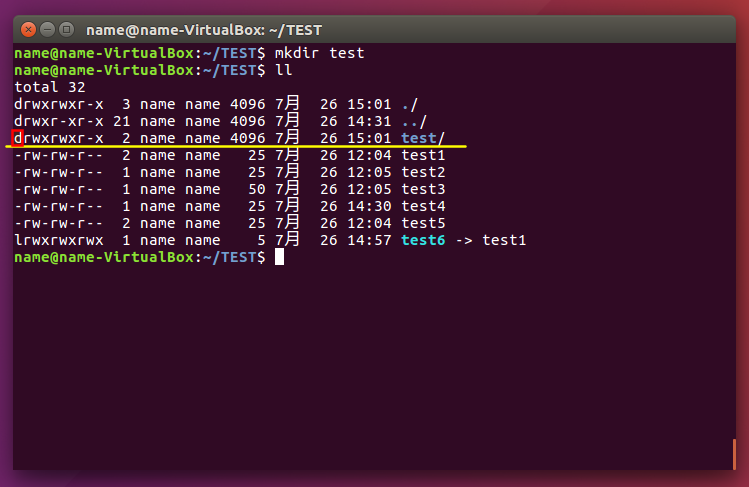 name@name-VirtualBox: ~/TEST
name@name-VirtualBox:~/TEST$ mkdir test
name@name-VirtualBox:~/TEST$ ll
total 32
drwxrwxr-x  3 name name 4096 7月  26 15:01 ./
drwxr-xr-x 21 name name 4096 7月  26 14:31 ../
drwxrwxr-x  2 name name 4096 7月  26 15:01 test/
-rw-rw-r--  2 name name   25 7月  26 12:04 test1
-rw-rw-r--  1 name name   25 7月  26 12:05 test2
-rw-rw-r--  1 name name   50 7月  26 12:05 test3
-rw-rw-r--  1 name name   25 7月  26 14:30 test4
-rw-rw-r--  2 name name   25 7月  26 12:04 test5
lrwxrwxrwx  1 name name    5 7月  26 14:57 test6 -> test1
name@name-VirtualBox:~/TEST$